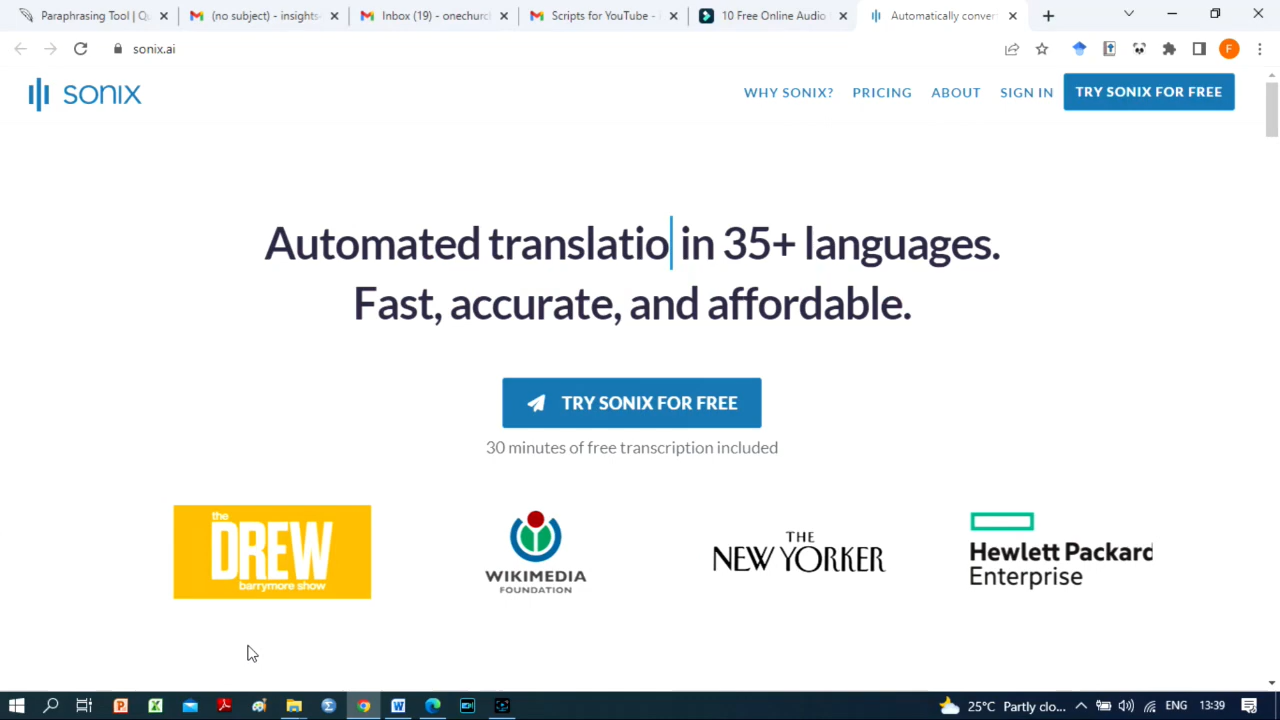 Paraphrasing Tool | Qu
(no subject) - insights-
Inbox (19) - onechurc
Scripts for YouTube -
10 Free Online Audio
Automatically conver
sonix.ai
F
sonix
WHY SONIX?
PRICING
ABOUT
SIGN IN
TRY SONIX FOR FREE
Automated translatio in 35+ languages.
Fast, accurate, and affordable.
TRY SONIX FOR FREE
30 minutes of free transcription included
the
DREW
barrymore show
WIKIMEDIA
FOUNDATION
THE
NEW YORKER
Hewlett Packard
Enterprise
25°C Partly clo...
ENG
13:39